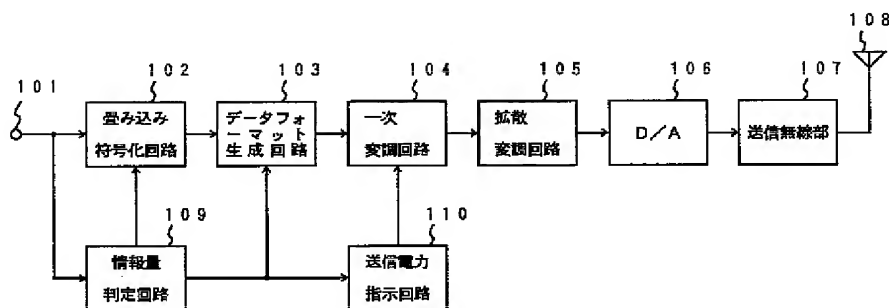 108
102
103
104
105
106
107
101
畳み込み
符号化回路
データフォ
ーマット
生成回路
一次
変調回路
拡散
変調回路
D/A
送信無線部
109
110
情報量
判定回路
送信電力
指示回路